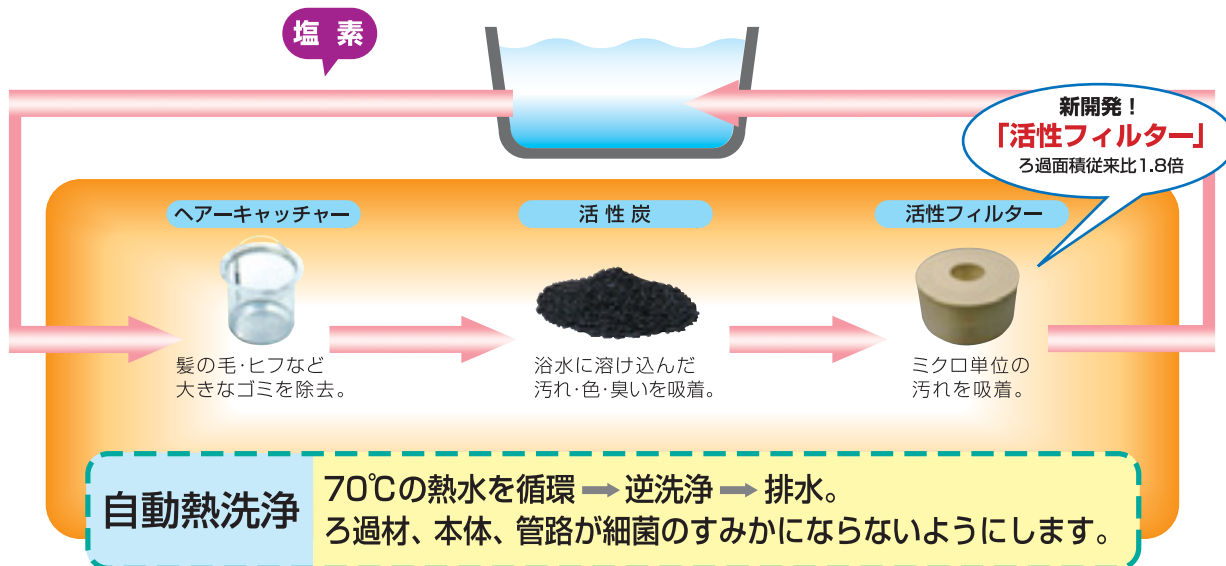 塩素
新開発！
「活性フィルター」
ろ過面積従来比1.8倍
ヘアーキャッチャー
髪の毛・ヒフなど
大きなゴミを除去。
活性炭
浴水に溶け込んだ
汚れ・色・臭いを吸着。
活性フィルター
ミクロ単位の
汚れを吸着。
自動熱洗浄
70℃の熱水を循環→逆洗浄→排水。
ろ過材、本体、管路が細菌のすみかにならないようにします。